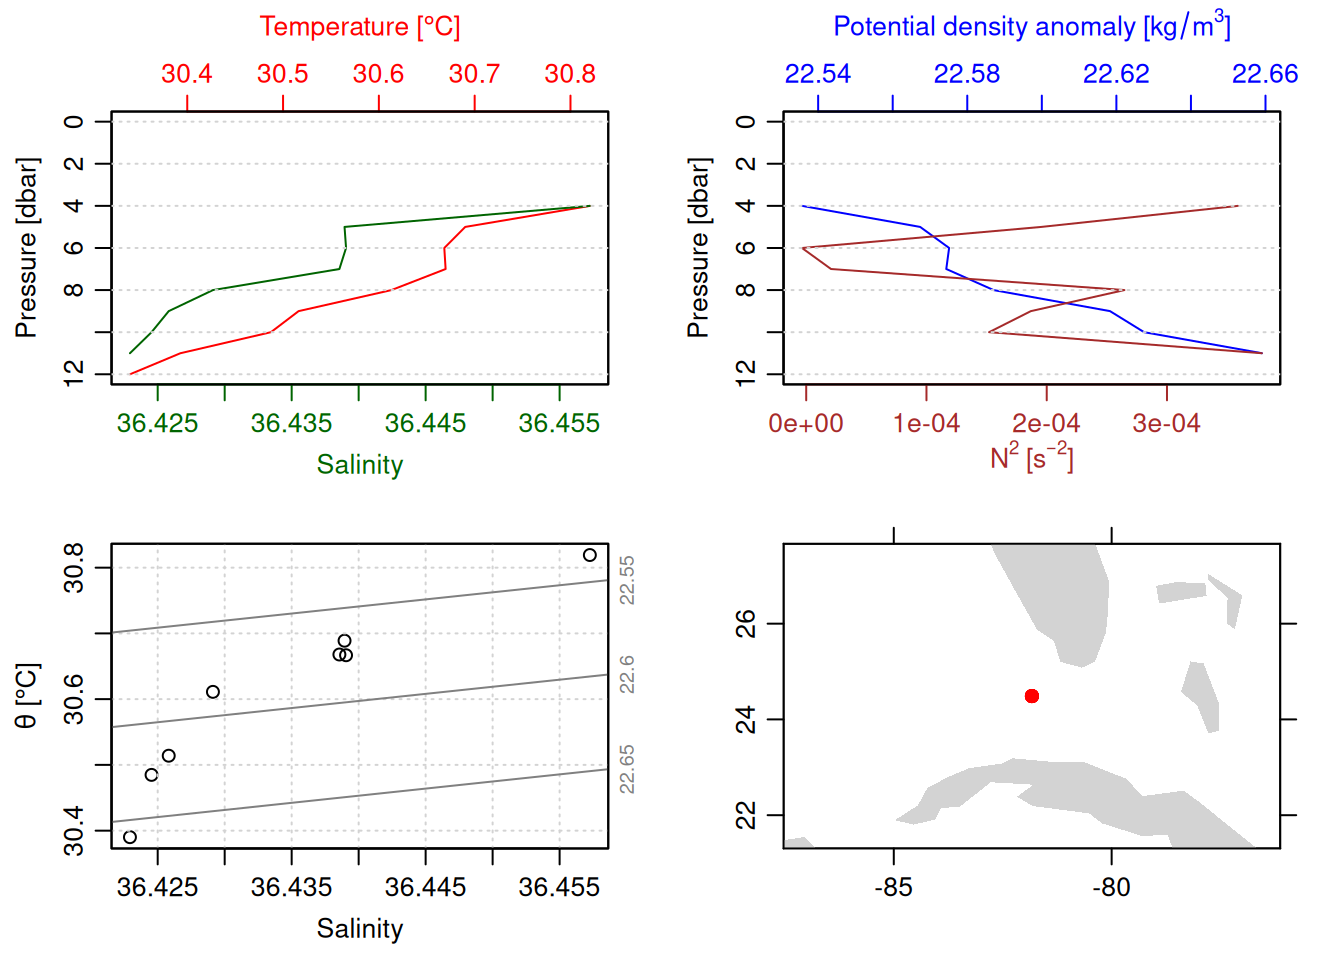 Temperature [°C]
30.4 30.5 30.6 30.7 30.8
0
2
4
6
8
12
Pressure [dbar]
36.425 36.435 36.445 36.455
Salinity
Potential density anomaly [kg/m³]
22.54 22.58 22.62 22.66
0
2
4
6
8
12
Pressure [dbar]
0e+00 1e-04 2e-04 3e-04
N² [s⁻²]
30.8
30.6
30.4
θ [°C]
22.55
22.6
22.65
36.425 36.435 36.445 36.455
Salinity
26
24
22
-85 -80